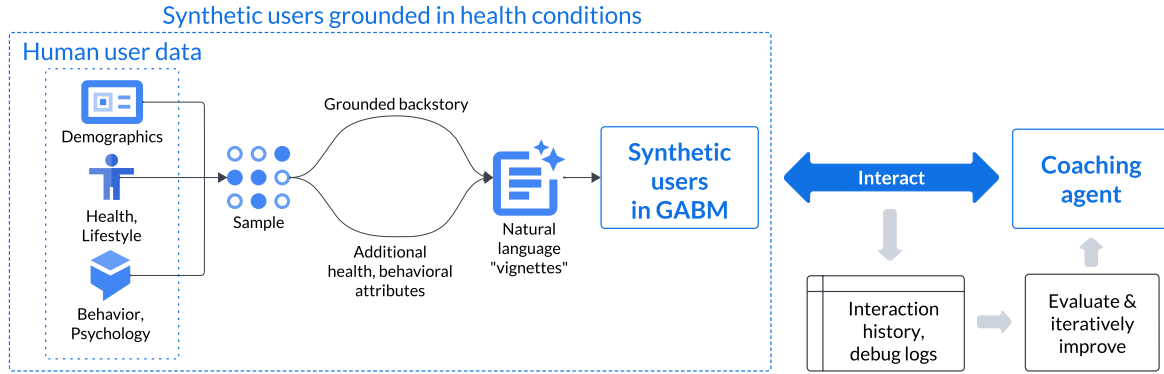 Synthetic users grounded in health conditions
Human user data
Demographics
Health,
Lifestyle
Behavior,
Psychology
Sample
Grounded backstory
Additional
health, behavioral
attributes
Natural
language
"vignettes"
Synthetic
users
in GABM
Interact
Coaching
agent
Interaction
history,
debug logs
Evaluate &
iteratively
improve